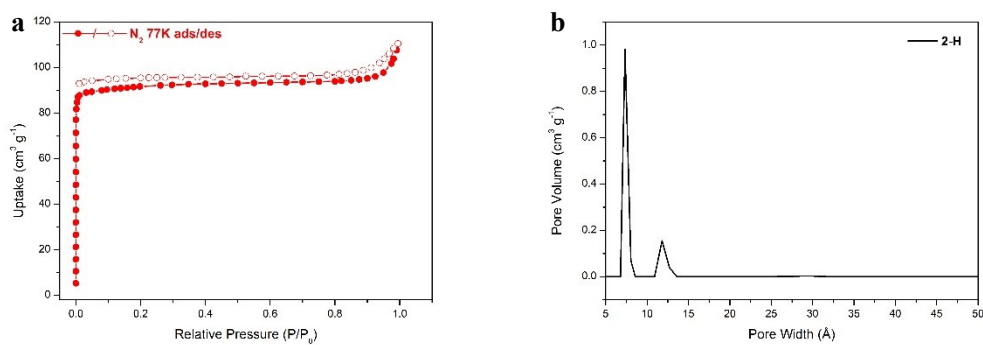 a
N₂ 77K ads/des
Uptake (cm³ g⁻¹)
120
100
80
60
40
20
0
0.0 0.2 0.4 0.6 0.8 1.0
Relative Pressure (P/P₀)
b
2-H
Pore Volume (cm³ g⁻¹)
1.0
0.8
0.6
0.4
0.2
0.0
5 10 15 20 25 30 35 40 45 50
Pore Width (Å)